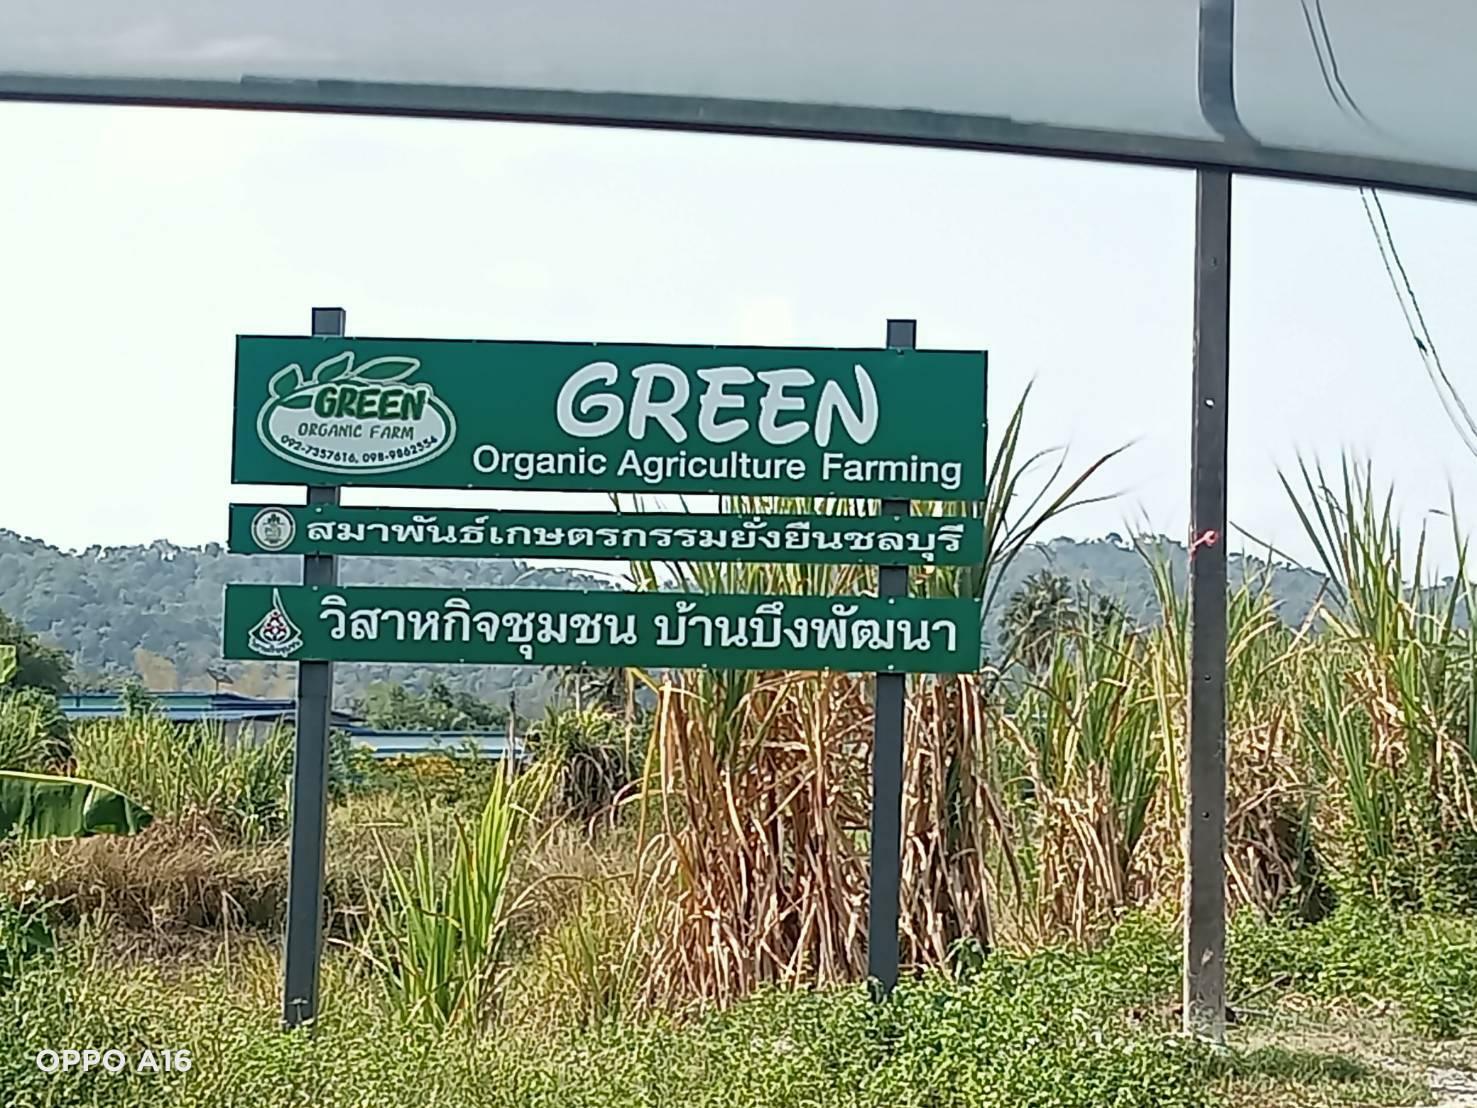 GREEN
ORGANIC FARM
092-7357616, 098-9862554
GREEN
Organic Agriculture Farming
สมาพันธ์เกษตรกรรมยั่งยืนชลบุรี
วิสาหกิจชุมชน บ้านบึงพัฒนา
OPPO A16